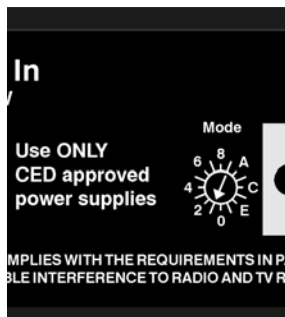 In
Mode
Use ONLY
CED approved
power supplies
8
6 A
4 C
2 E
0
MPLIES WITH THE REQUIREMENTS IN P
BLE INTERFERENCE TO RADIO AND TV R